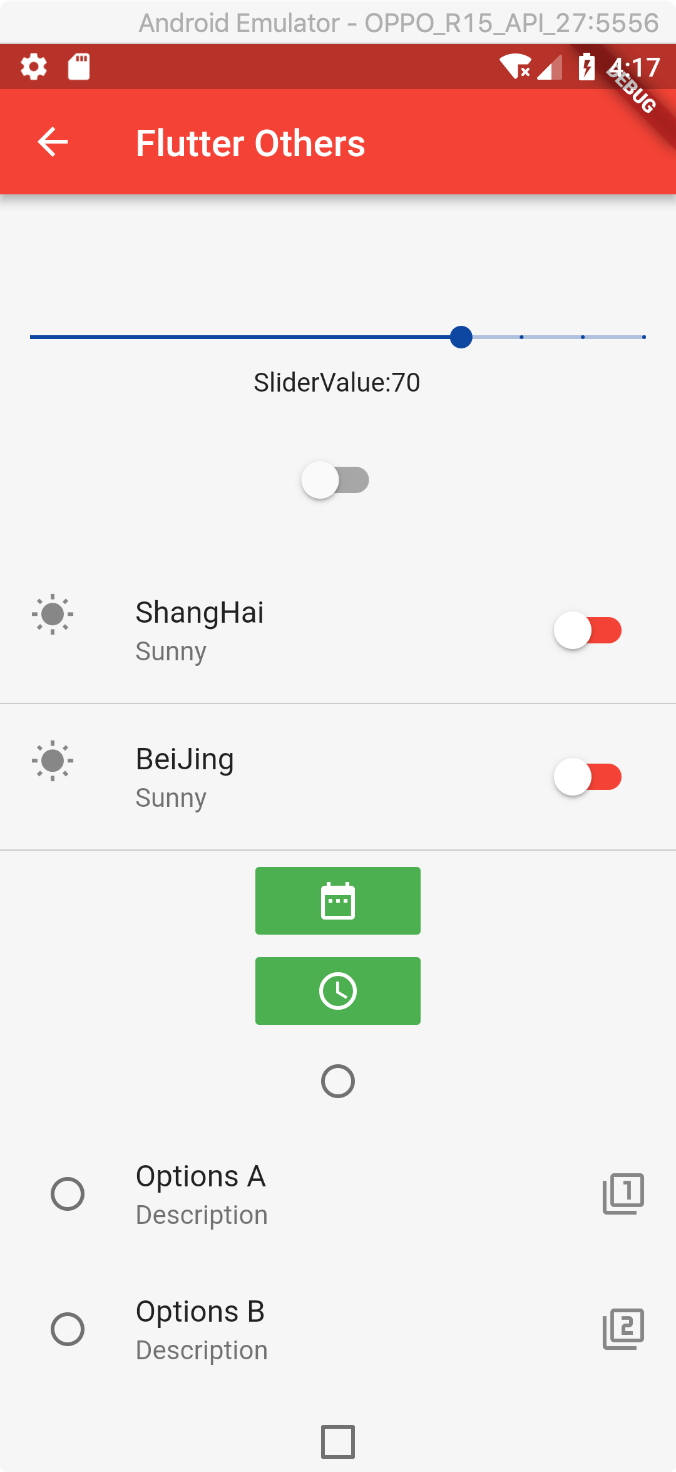 Android Emulator - OPPO_R15_API_27:5556
4:17
DEBUG
Flutter Others
SliderValue:70
ShangHai
Sunny
BeiJing
Sunny
Options A
1
Description
Options B
2
Description